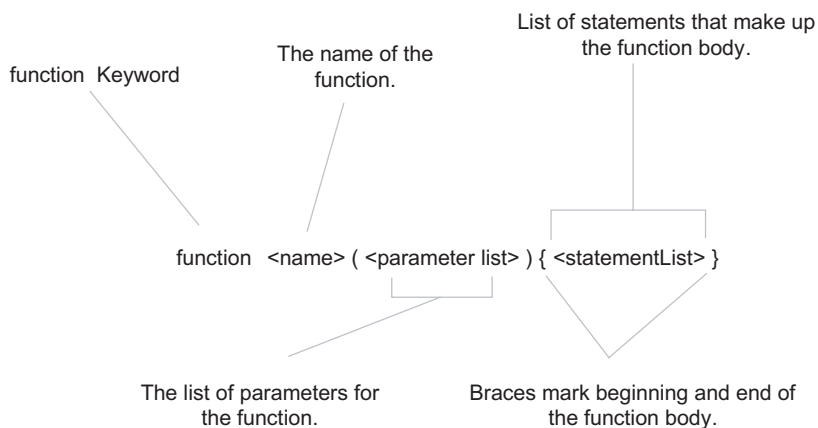 List of statements that make up
the function body.
The name of the
function.
function Keyword
function <name> ( <parameter list> ) { <statementList> }
The list of parameters for
the function.
Braces mark beginning and end of
the function body.